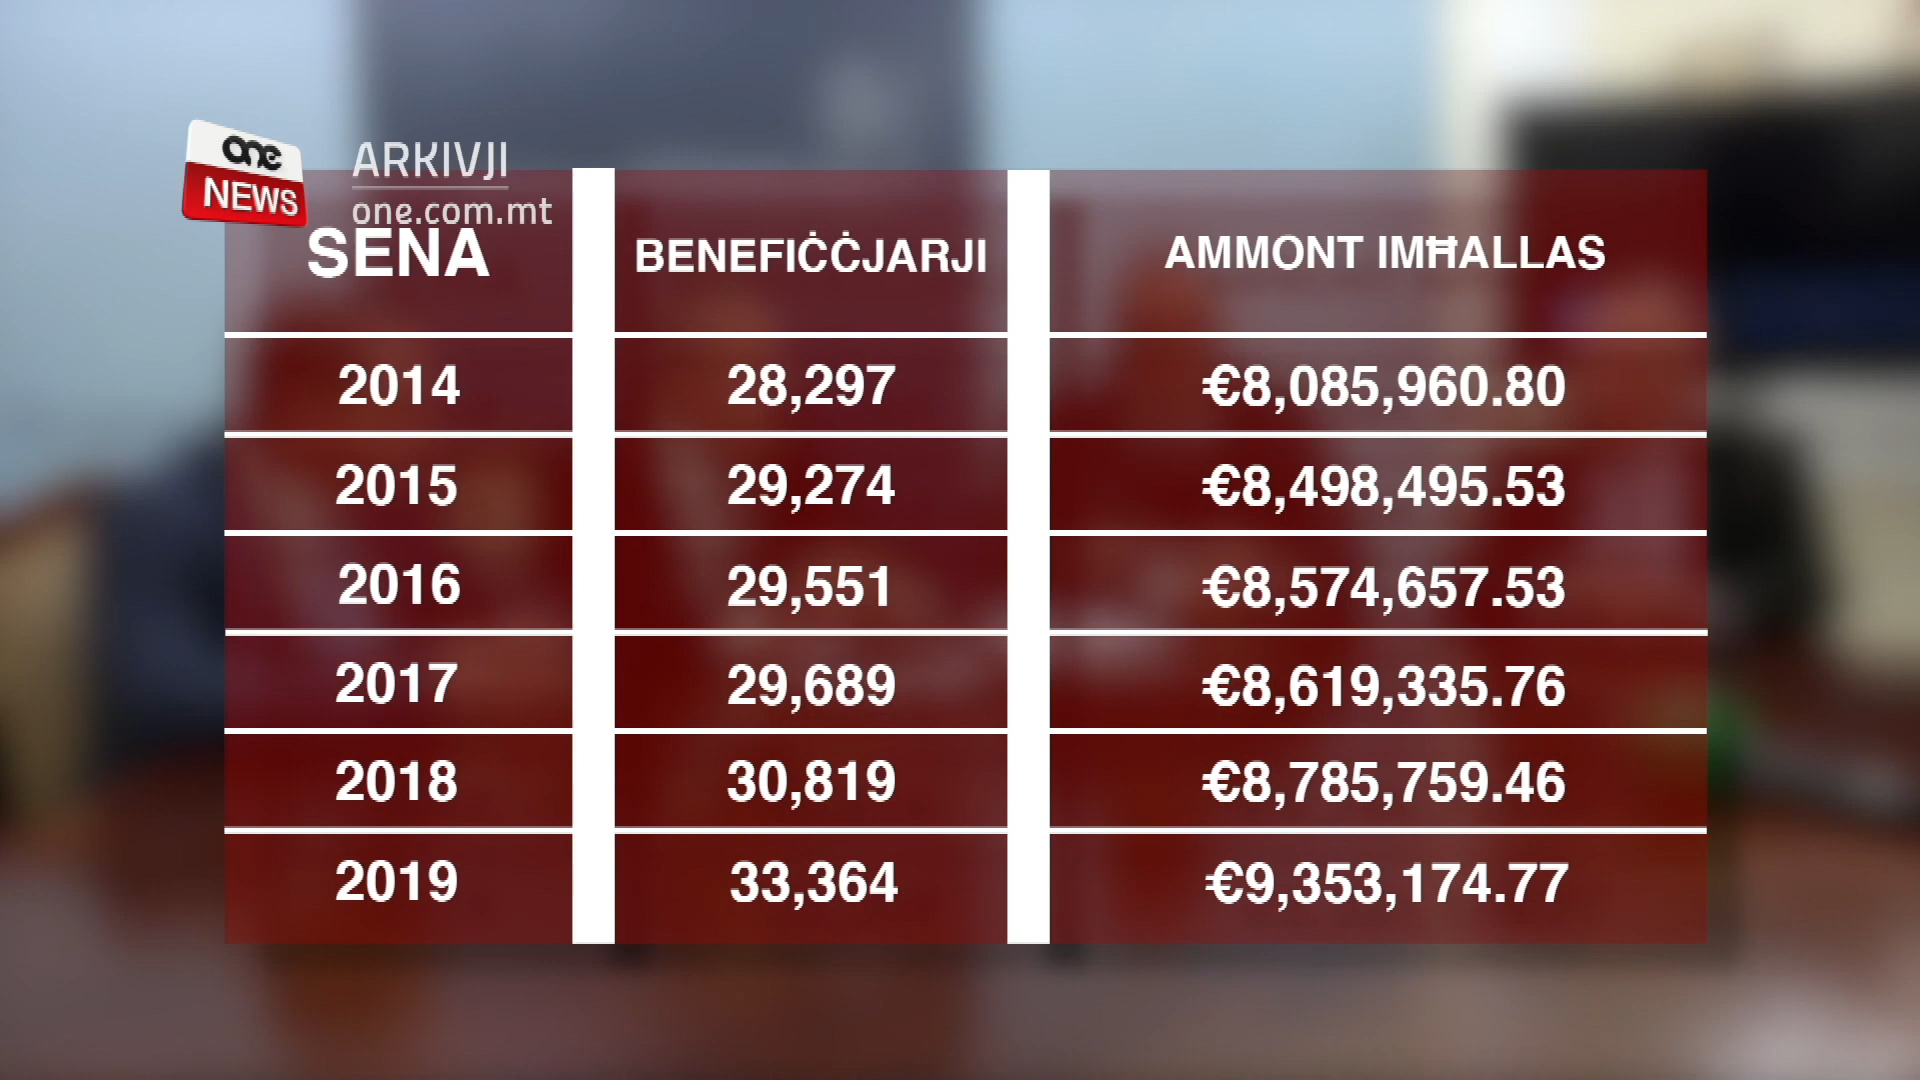 one
NEWS
ARKIVJI
one.com.mt
SENA BENEFIĊĊJARJI AMMONT IMĦALLAS
2014 28,297 €8,085,960.80
2015 29,274 €8,498,495.53
2016 29,551 €8,574,657.53
2017 29,689 €8,619,335.76
2018 30,819 €8,785,759.46
2019 33,364 €9,353,174.77